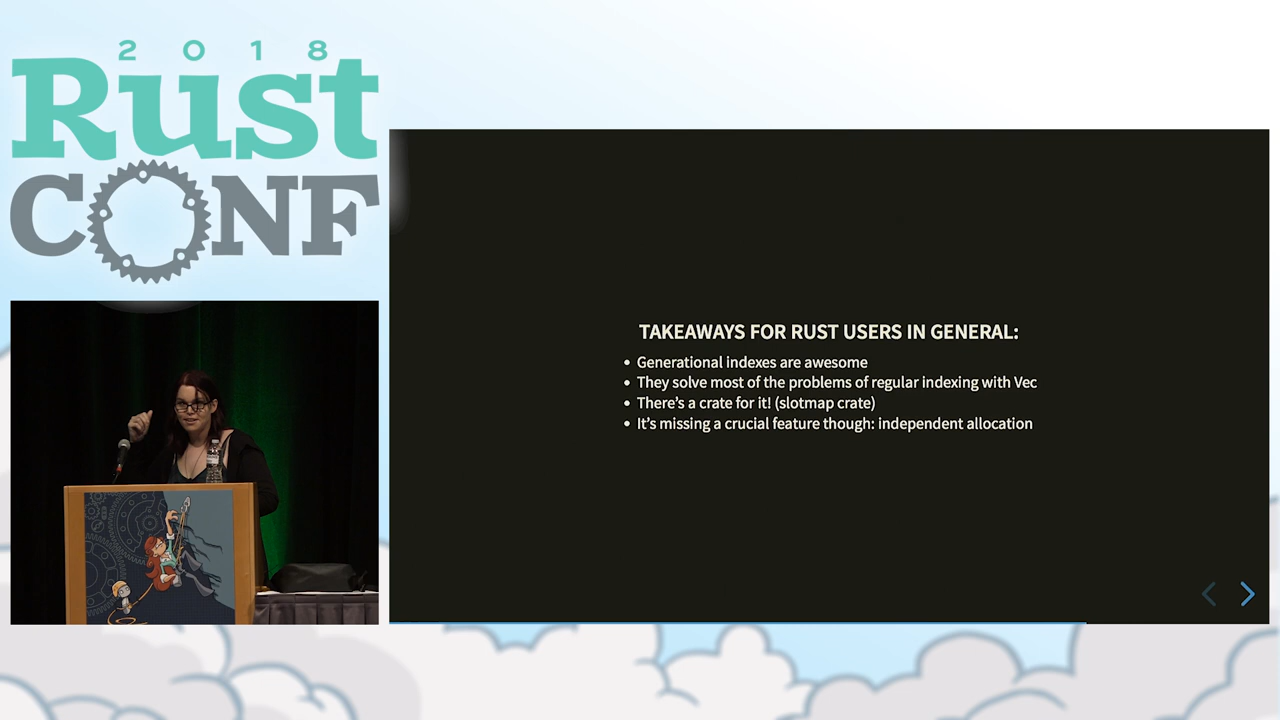 2018
Rust
CONF
TAKEAWAYS FOR RUST USERS IN GENERAL:
• Generational indexes are awesome
• They solve most of the problems of regular indexing with Vec
• There's a crate for it! (slotmap crate)
• It's missing a crucial feature though: independent allocation